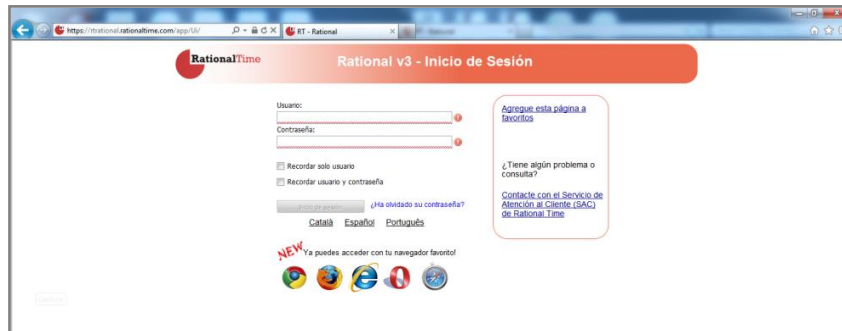 https://rtrational.rationaltime.com/app/Ui/
RT - Rational
RationalTime
Rational v3 - Inicio de Sesión
Usuario:
Contraseña:
Recordar solo usuario
Recordar usuario y contraseña
Inicio de sesión
¿Ha olvidado su contraseña?
Català Español Português
NEW Ya puedes acceder con tu navegador favorito!
Agregue esta página a
favoritos
¿Tiene algún problema o
consulta?
Contacte con el Servicio de
Atención al Cliente (SAC)
de Rational Time